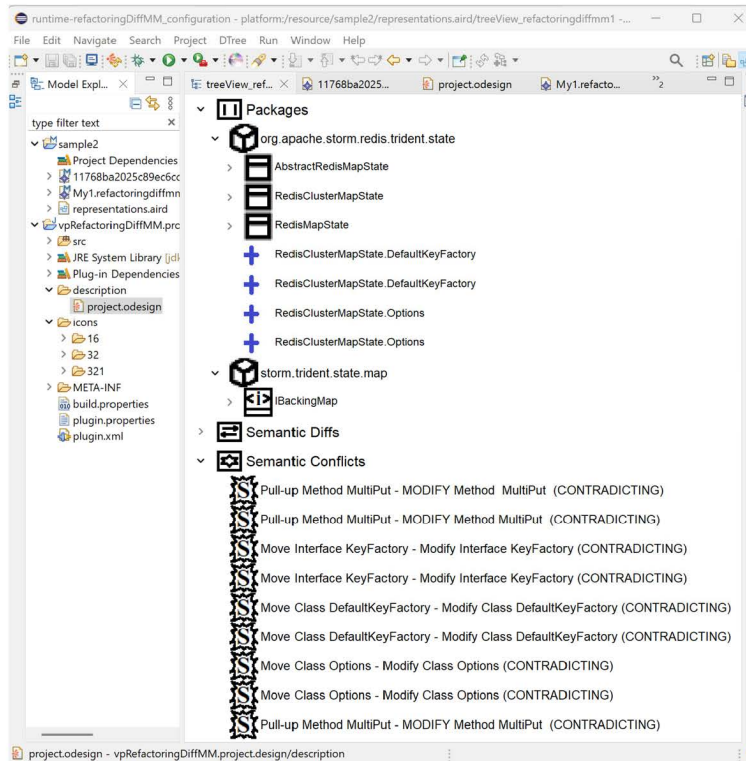 runtime-refactoringDiffMM_configuration - platform:/resource/sample2/representations.aird/treeView_refactoringdiffmm1 -...
File Edit Navigate Search Project DTree Run Window Help
Model Expl...
treeView_ref...
11768ba2025...
project.odesign
My1.refacto...
2
type filter text
sample2
Project Dependencies
11768ba2025c89ec6cc
My1.refactoringdiffmn
representations.aird
vpRefactoringDiffMM.prc
src
JRE System Library [jdk
Plug-in Dependencies
description
project.odesign
icons
16
32
321
META-INF
build.properties
plugin.properties
plugin.xml
Packages
org.apache.storm.redis.trident.state
AbstractRedisMapState
RedisClusterMapState
RedisMapState
RedisClusterMapState.DefaultKeyFactory
RedisClusterMapState.DefaultKeyFactory
RedisClusterMapState.Options
RedisClusterMapState.Options
storm.trident.state.map
IBackingMap
Semantic Diffs
Semantic Conflicts
S Pull-up Method MultiPut - MODIFY Method MultiPut (CONTRADICTING)
S Pull-up Method MultiPut - MODIFY Method MultiPut (CONTRADICTING)
S Move Interface KeyFactory - Modify Interface KeyFactory (CONTRADICTING)
S Move Interface KeyFactory - Modify Interface KeyFactory (CONTRADICTING)
S Move Class DefaultKeyFactory - Modify Class DefaultKeyFactory (CONTRADICTING)
S Move Class DefaultKeyFactory - Modify Class DefaultKeyFactory (CONTRADICTING)
S Move Class Options - Modify Class Options (CONTRADICTING)
S Move Class Options - Modify Class Options (CONTRADICTING)
S Pull-up Method MultiPut - MODIFY Method MultiPut (CONTRADICTING)
project.odesign - vpRefactoringDiffMM.project.design/description